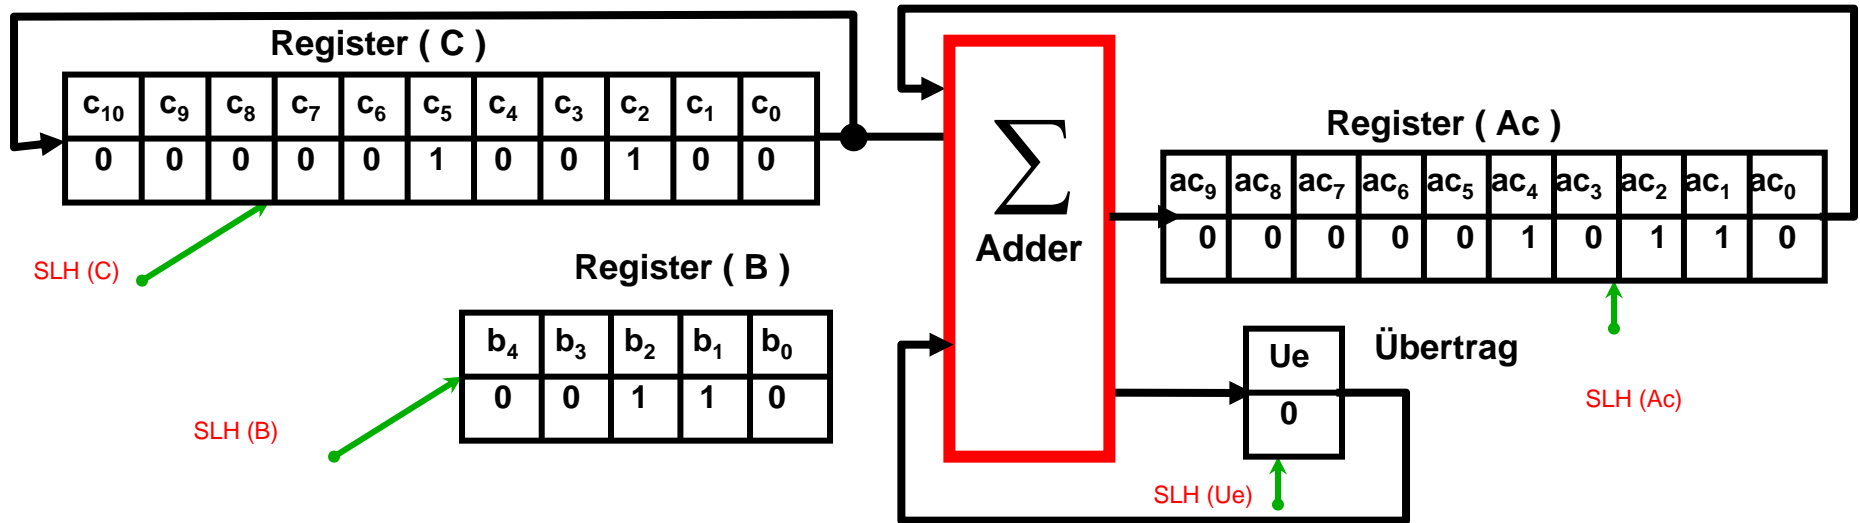 Register ( C )
c10 c9 c8 c7 c6 c5 c4 c3 c2 c1 c0
0 0 0 0 0 1 0 0 1 0 0
SLH (C)
Register ( B )
b4 b3 b2 b1 b0
0 0 1 1 0
SLH (B)
∑
Adder
Register ( Ac )
ac9 ac8 ac7 ac6 ac5 ac4 ac3 ac2 ac1 ac0
0 0 0 0 0 1 0 1 1 0
SLH (Ac)
Ue
0
Übertrag
SLH (Ue)